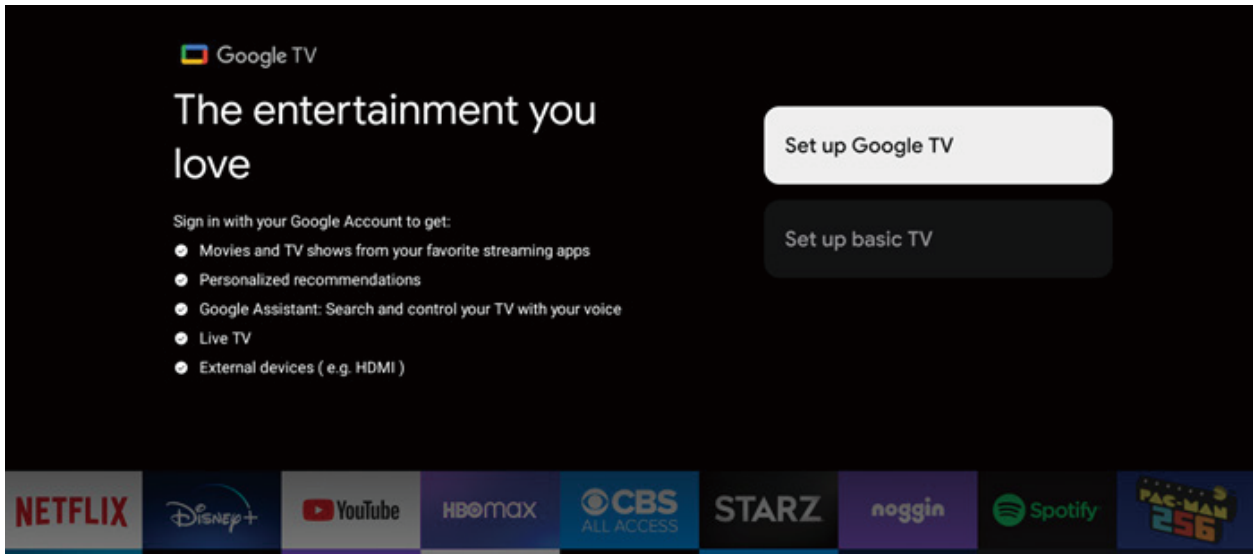 Google TV
The entertainment you
love
Sign in with your Google Account to get:
Movies and TV shows from your favorite streaming apps
Personalized recommendations
Google Assistant: Search and control your TV with your voice
Live TV
External devices ( e.g. HDMI )
Set up Google TV
Set up basic TV
NETFLIX
Disney+
YouTube
HBOMAX
CBS
ALL ACCESS
STARZ
noggin
Spotify
PAC-MAN
256